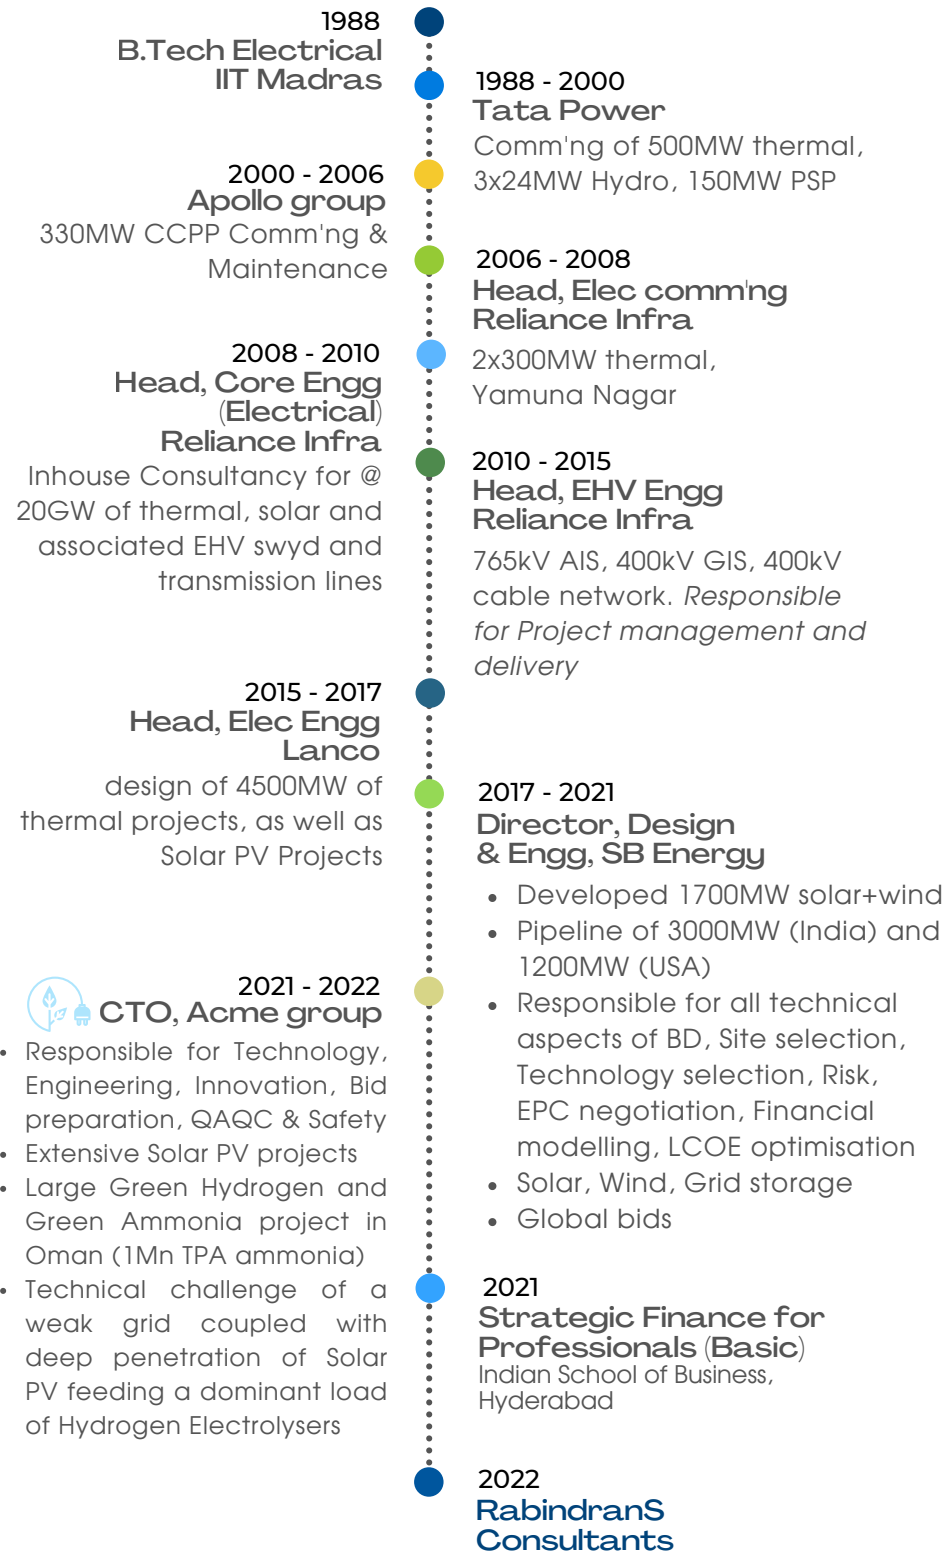 1988
B.Tech Electrical
IIT Madras
1988 - 2000
Tata Power
Comm'ng of 500MW thermal,
3x24MW Hydro, 150MW PSP
2000 - 2006
Apollo group
330MW CCPP Comm'ng &
Maintenance
2006 - 2008
Head, Elec comm'ng
Reliance Infra
2x300MW thermal,
Yamuna Nagar
2008 - 2010
Head, Core Engg
(Electrical)
Reliance Infra
Inhouse Consultancy for @
20GW of thermal, solar and
associated EHV swyd and
transmission lines
2010 - 2015
Head, EHV Engg
Reliance Infra
765kV AIS, 400kV GIS, 400kV
cable network. Responsible
for Project management and
delivery
2015 - 2017
Head, Elec Engg
Lanco
design of 4500MW of
thermal projects, as well as
Solar PV Projects
2017 - 2021
Director, Design
& Engg, SB Energy
• Developed 1700MW solar+wind
• Pipeline of 3000MW (India) and
1200MW (USA)
• Responsible for all technical
aspects of BD, Site selection,
Technology selection, Risk,
EPC negotiation, Financial
modelling, LCOE optimisation
• Solar, Wind, Grid storage
• Global bids
2021 - 2022
CTO, Acme group
• Responsible for Technology,
Engineering, Innovation, Bid
preparation, QAQC & Safety
• Extensive Solar PV projects
• Large Green Hydrogen and
Green Ammonia project in
Oman (1Mn TPA ammonia)
• Technical challenge of a
weak grid coupled with
deep penetration of Solar
PV feeding a dominant load
of Hydrogen Electrolysers
2021
Strategic Finance for
Professionals (Basic)
Indian School of Business,
Hyderabad
2022
RabindranS
Consultants